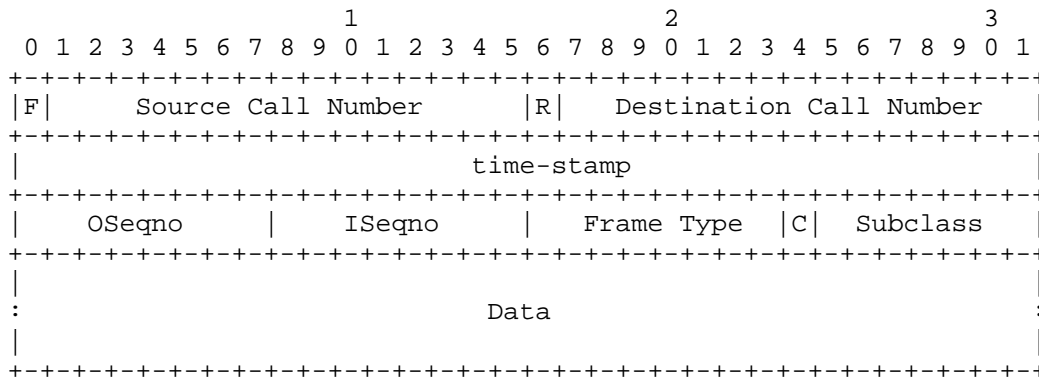 1                   2                   3
 0 1 2 3 4 5 6 7 8 9 0 1 2 3 4 5 6 7 8 9 0 1 2 3 4 5 6 7 8 9 0 1
+-+-+-+-+-+-+-+-+-+-+-+-+-+-+-+-+-+-+-+-+-+-+-+-+-+-+-+-+-+-+-+-+
|F|     Source Call Number      |R|   Destination Call Number   |
+-+-+-+-+-+-+-+-+-+-+-+-+-+-+-+-+-+-+-+-+-+-+-+-+-+-+-+-+-+-+-+-+
|                            time-stamp                         |
+-+-+-+-+-+-+-+-+-+-+-+-+-+-+-+-+-+-+-+-+-+-+-+-+-+-+-+-+-+-+-+-+
|    OSeqno     |    ISeqno     |   Frame Type  |C|  Subclass   |
+-+-+-+-+-+-+-+-+-+-+-+-+-+-+-+-+-+-+-+-+-+-+-+-+-+-+-+-+-+-+-+-+
|                                                               |
:                             Data                              :
|                                                               |
+-+-+-+-+-+-+-+-+-+-+-+-+-+-+-+-+-+-+-+-+-+-+-+-+-+-+-+-+-+-+-+-+